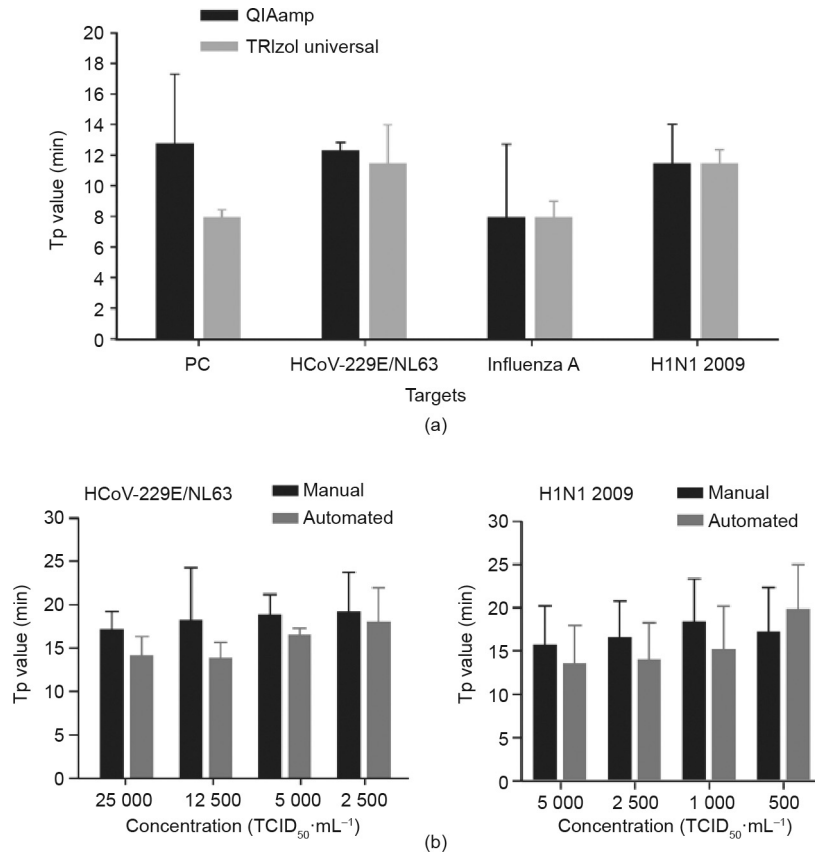 QIAamp
TRIzol universal
20
18
16
14
12
10
8
6
4
2
0
Tp value (min)
PC
HCoV-229E/NL63
Influenza A
H1N1 2009
Targets
(a)
HCoV-229E/NL63
Manual
Automated
30
25
20
15
10
5
0
Tp value (min)
25 000
12 500
5 000
2 500
Concentration (TCID₅₀·mL⁻¹)
H1N1 2009
Manual
Automated
30
25
20
15
10
5
0
Tp value (min)
5 000
2 500
1 000
500
Concentration (TCID₅₀·mL⁻¹)
(b)